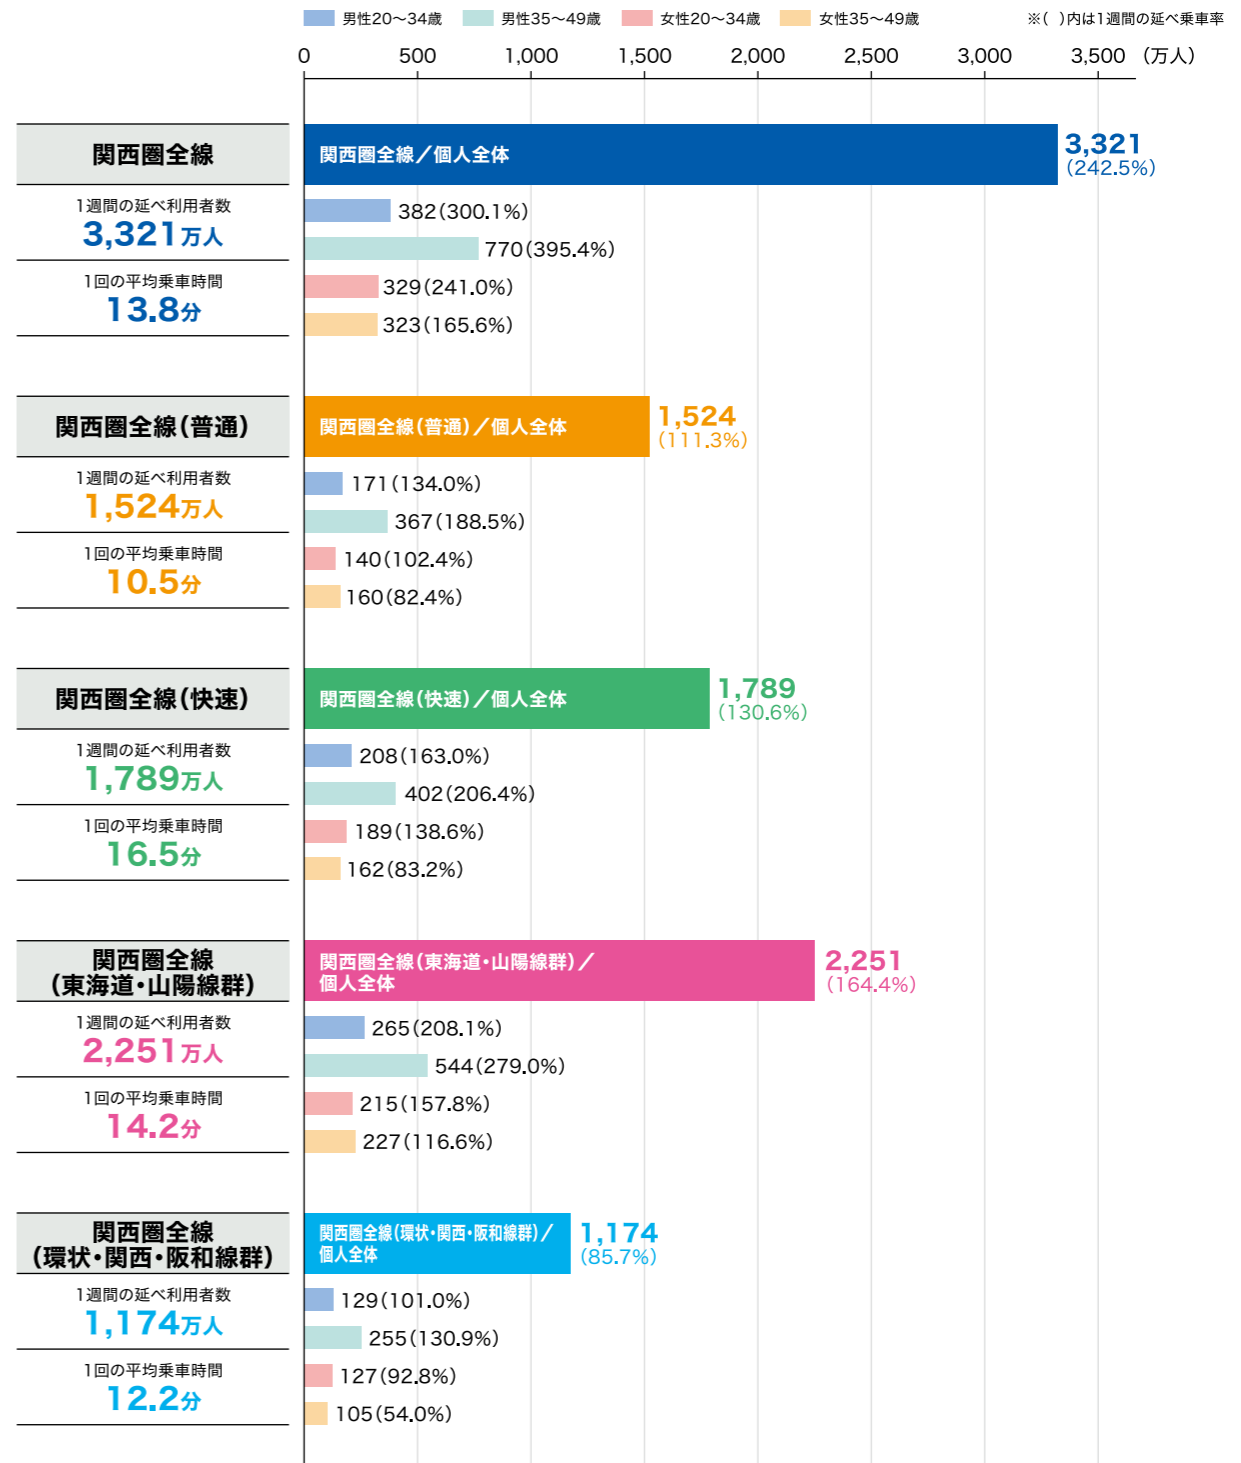 男性20〜34歳 男性35〜49歳 女性20〜34歳 女性35〜49歳 ※( )内は1週間の延べ乗車率
0 500 1,000 1,500 2,000 2,500 3,000 3,500 (万人)
関西圏全線
1週間の延べ利用者数
3,321万人
1回の平均乗車時間
13.8分
関西圏全線／個人全体
3,321
(242.5%)
382(300.1%)
770(395.4%)
329(241.0%)
323(165.6%)
関西圏全線(普通)
1週間の延べ利用者数
1,524万人
1回の平均乗車時間
10.5分
関西圏全線(普通)／個人全体
1,524
(111.3%)
171(134.0%)
367(188.5%)
140(102.4%)
160(82.4%)
関西圏全線(快速)
1週間の延べ利用者数
1,789万人
1回の平均乗車時間
16.5分
関西圏全線(快速)／個人全体
1,789
(130.6%)
208(163.0%)
402(206.4%)
189(138.6%)
162(83.2%)
関西圏全線
(東海道・山陽線群)
1週間の延べ利用者数
2,251万人
1回の平均乗車時間
14.2分
関西圏全線(東海道・山陽線群)／
個人全体
2,251
(164.4%)
265(208.1%)
544(279.0%)
215(157.8%)
227(116.6%)
関西圏全線
(環状・関西・阪和線群)
1週間の延べ利用者数
1,174万人
1回の平均乗車時間
12.2分
関西圏全線(環状・関西・阪和線群)／
個人全体
1,174
(85.7%)
129(101.0%)
255(130.9%)
127(92.8%)
105(54.0%)